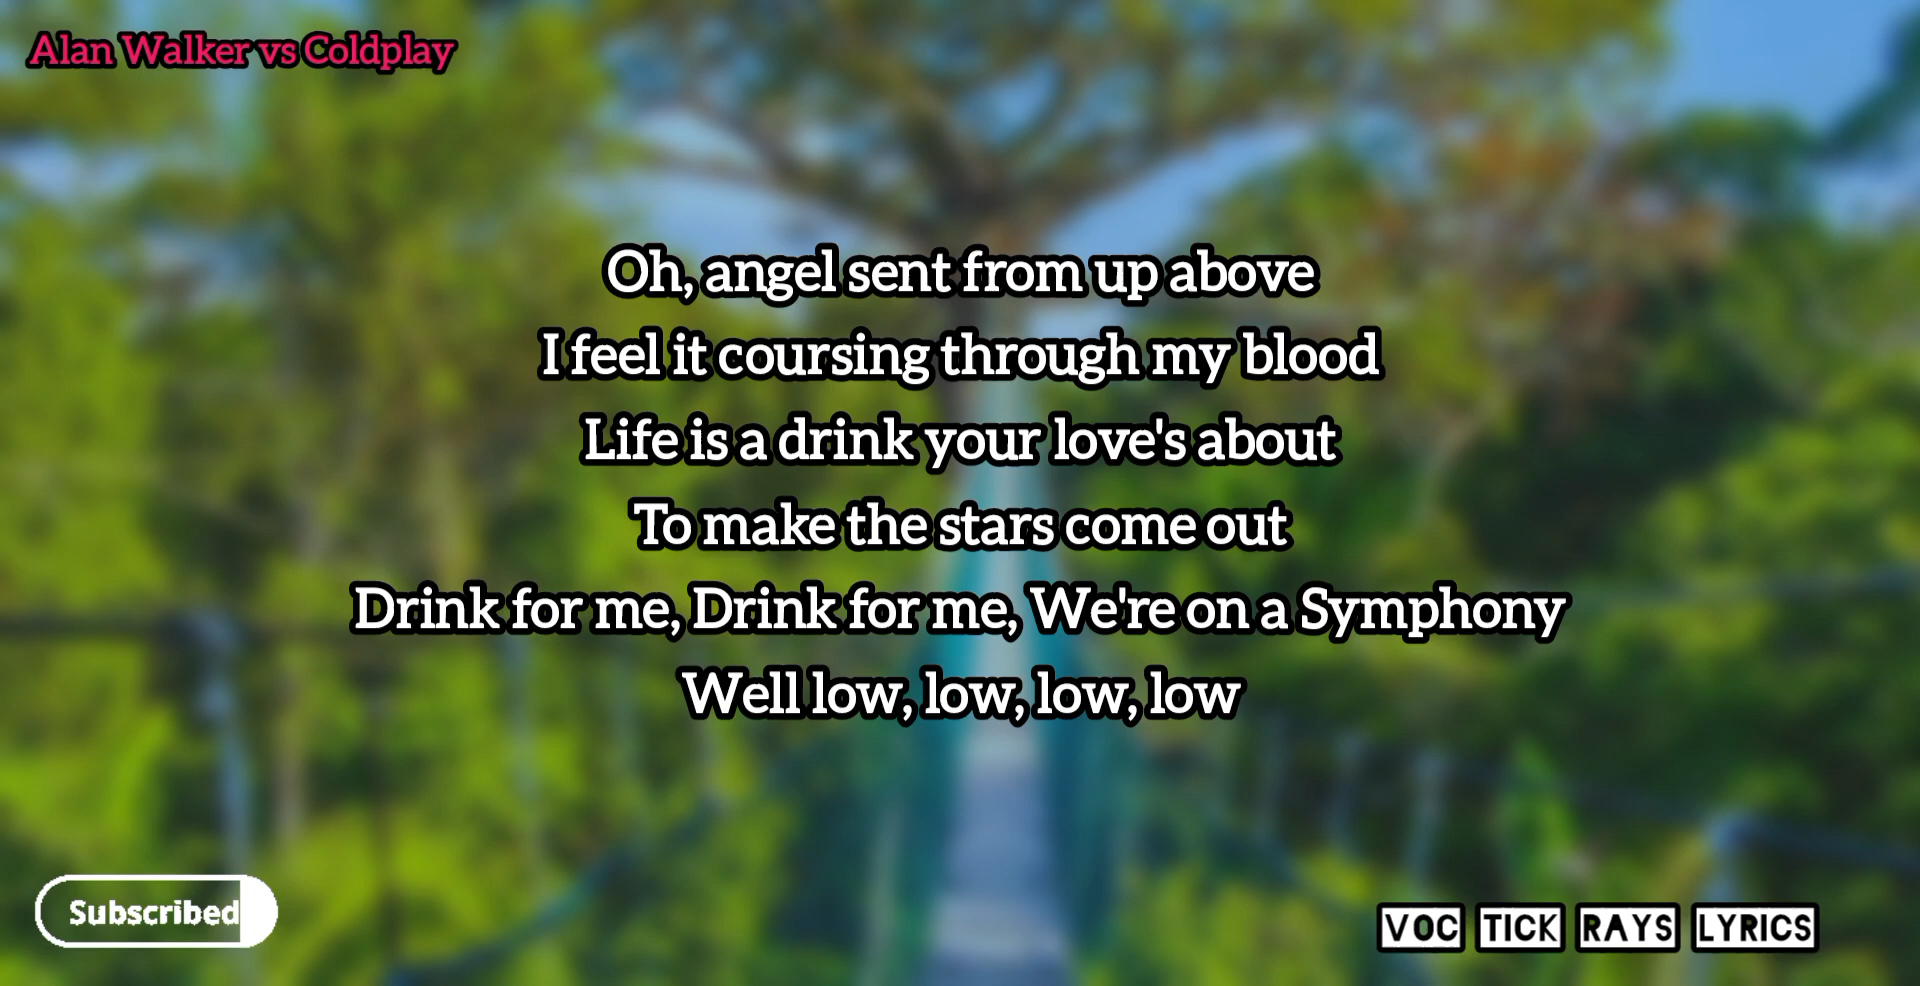 Alan Walker vs Coldplay
Oh, angel sent from up above
I feel it coursing through my blood
Life is a drink your love's about
To make the stars come out
Drink for me, Drink for me, We're on a Symphony
Well low, low, low, low
Subscribed
VOC TICK RAYS LYRICS